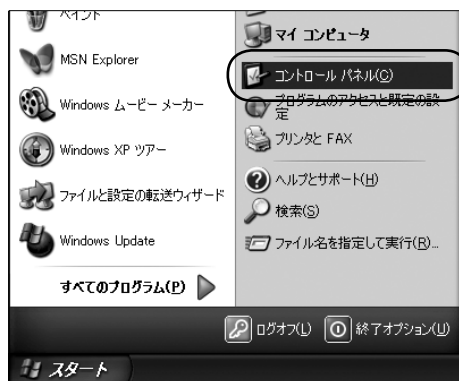 ペイント
MSN Explorer
Windows ムービー メーカー
Windows XP ツアー
ファイルと設定の転送ウィザード
Windows Update
すべてのプログラム(P)
マイ コンピュータ
コントロール パネル(C)
プログラムのアクセスと既定の設
定
プリンタと FAX
ヘルプとサポート(H)
検索(S)
ファイル名を指定して実行(R)...
ログオフ(L)
終了オプション(U)
スタート